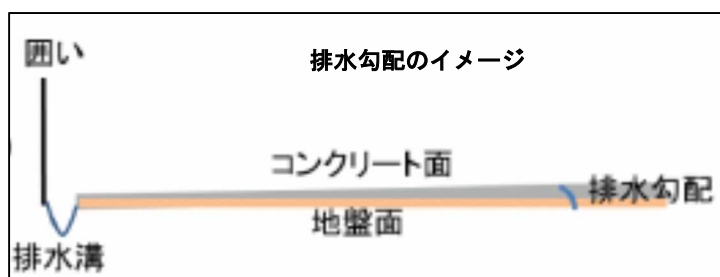 排水勾配のイメージ
囲い
コンクリート面
排水勾配
地盤面
排水溝